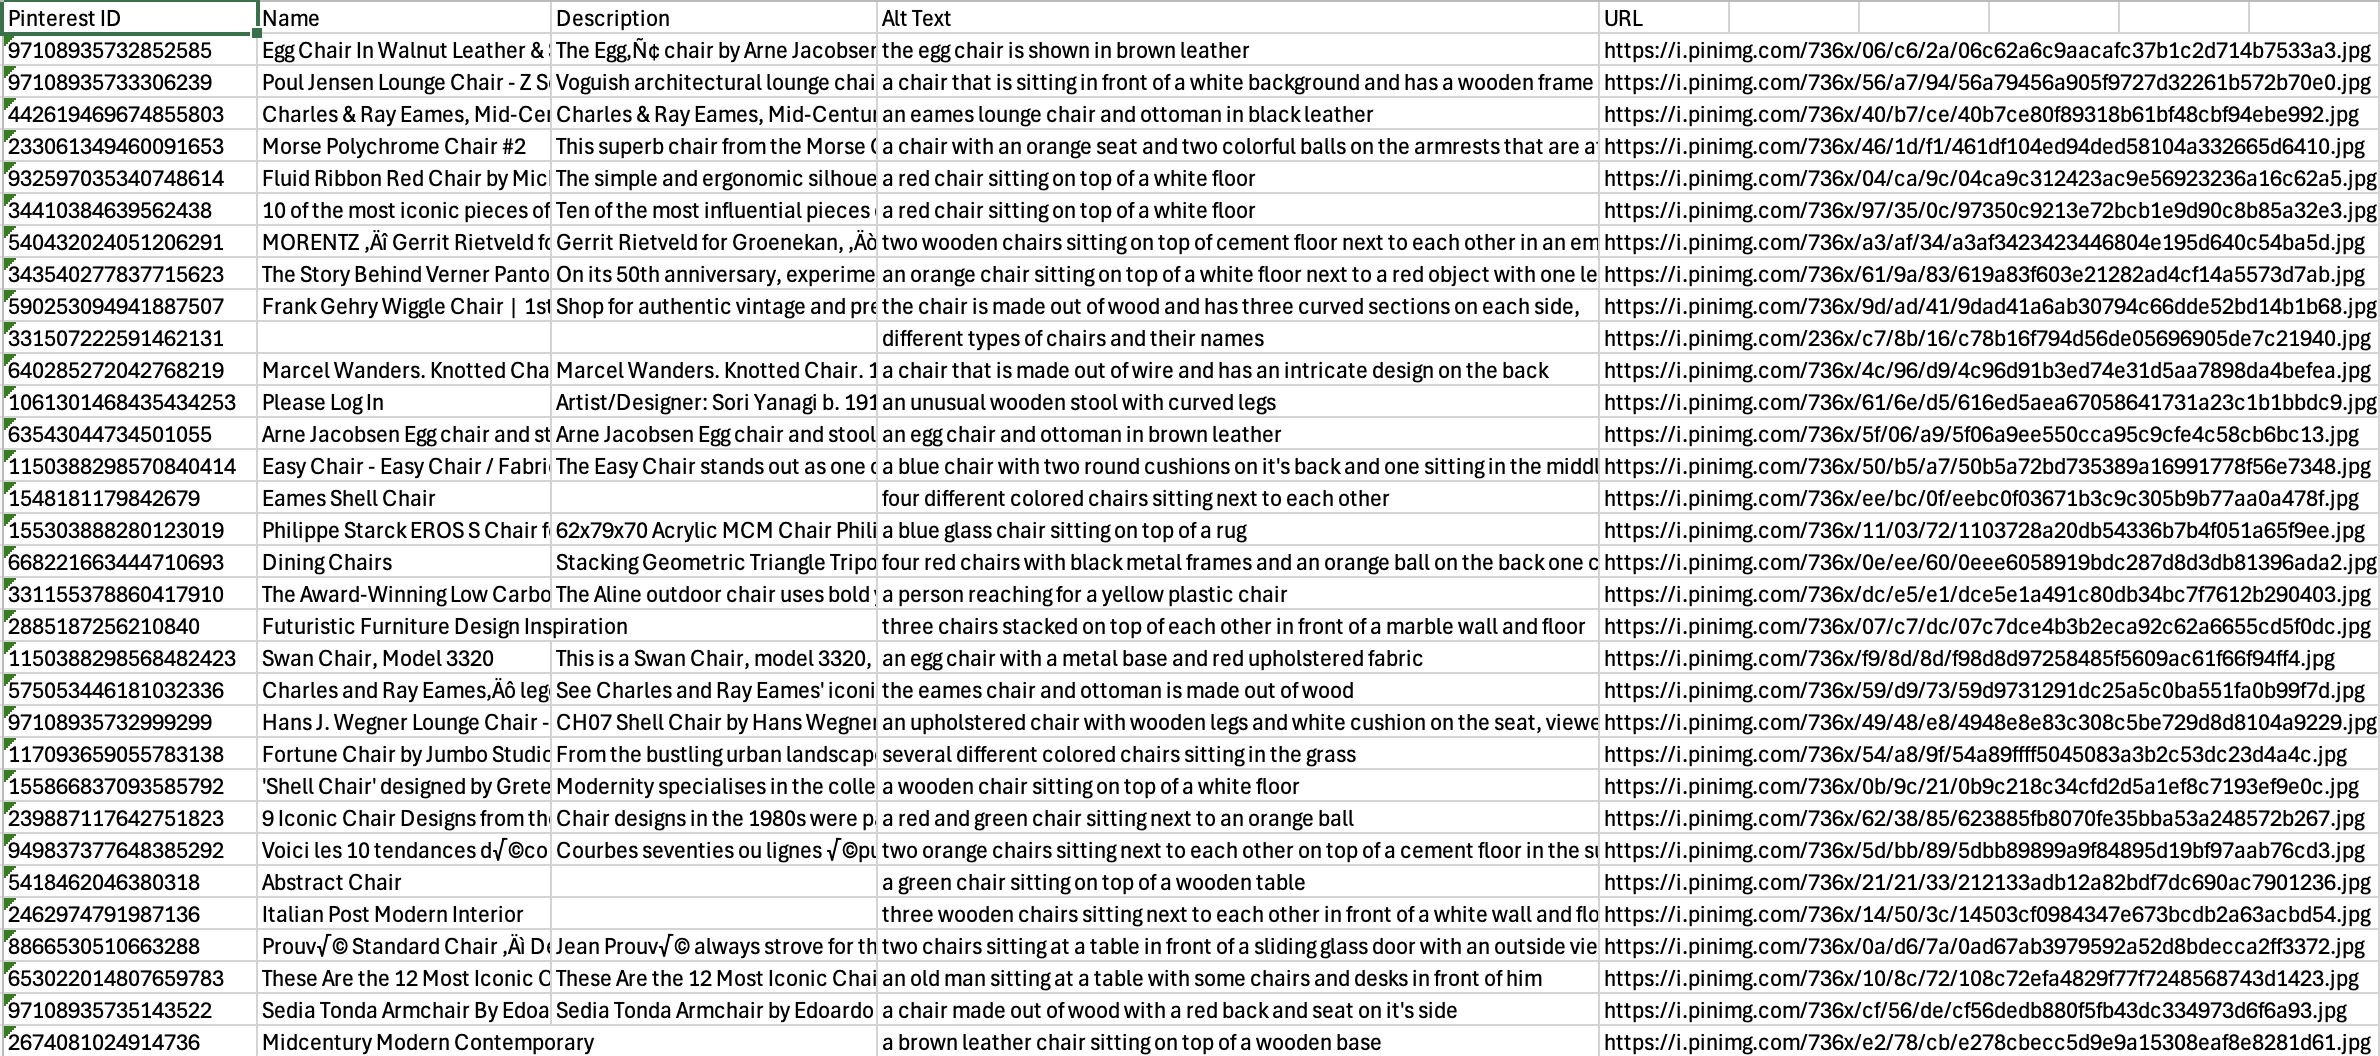 Pinterest ID Name Description Alt Text URL
97108935732852585 Egg Chair In Walnut Leather & The Egg,Ñ¢ chair by Arne Jacobsen the egg chair is shown in brown leather https://i.pinimg.com/736x/06/c6/2a/06c62a6c9aacafc37b1c2d714b7533a3.jpg
97108935733306239 Poul Jensen Lounge Chair - Z Voguish architectural lounge chai a chair that is sitting in front of a white background and has a wooden frame https://i.pinimg.com/736x/56/a7/94/56a79456a905f9727d32261b572b70e0.jpg
442619469674855803 Charles & Ray Eames, Mid-Cen Charles & Ray Eames, Mid-Centur an eames lounge chair and ottoman in black leather https://i.pinimg.com/736x/40/b7/ce/40b7ce80f89318b61bf48cbf94ebe992.jpg
233061349460091653 Morse Polychrome Chair #2 This superb chair from the Morse a chair with an orange seat and two colorful balls on the armrests that are a https://i.pinimg.com/736x/46/1d/f1/461df104ed94ded58104a332665d6410.jpg
932597035340748614 Fluid Ribbon Red Chair by Mic The simple and ergonomic silhoue a red chair sitting on top of a white floor https://i.pinimg.com/736x/04/ca/9c/04ca9c312423ac9e56923236a16c62a5.jpg
344103846395​62438 10 of the most iconic pieces of Ten of the most influential pieces a red chair sitting on top of a white floor https://i.pinimg.com/736x/97/35/0c/97350c9213e72bcb1e9d90c8b85a32e3.jpg
540432024051206291 MORENTZ ‚Äî Gerrit Rietveld fo Gerrit Rietveld for Groenekan, ‚Äò two wooden chairs sitting on top of cement floor next to each other in an em https://i.pinimg.com/736x/a3/af/34/a3af3423423446804e195d640c54ba5d.jpg
343540277837715623 The Story Behind Verner Panto On its 50th anniversary, experime an orange chair sitting on top of a white floor next to a red object with one le https://i.pinimg.com/736x/61/9a/83/619a83f603e21282ad4cf14a5573d7ab.jpg
590253094941887507 Frank Gehry Wiggle Chair | 1st Shop for authentic vintage and pre the chair is made out of wood and has three curved sections on each side, https://i.pinimg.com/736x/9d/ad/41/9dad41a6ab30794c66dde52bd14b1b68.jpg
331507222591462131 different types of chairs and their names https://i.pinimg.com/236x/c7/8b/16/c78b16f794d56de05696905de7c21940.jpg
640285272042768219 Marcel Wanders. Knotted Cha Marcel Wanders. Knotted Chair. 1 a chair that is made out of wire and has an intricate design on the back https://i.pinimg.com/736x/4c/96/d9/4c96d91b3ed74e31d5aa7898da4befea.jpg
1061301468435434253 Please Log In Artist/Designer: Sori Yanagi b. 191 an unusual wooden stool with curved legs https://i.pinimg.com/736x/61/6e/d5/616ed5aea67058641731a23c1b1bbdc9.jpg
63543044734501055 Arne Jacobsen Egg chair and st Arne Jacobsen Egg chair and stool an egg chair and ottoman in brown leather https://i.pinimg.com/736x/5f/06/a9/5f06a9ee550cca95c9cfe4c58cb6bc13.jpg
1150388298570840414 Easy Chair - Easy Chair / Fabri The Easy Chair stands out as one a blue chair with two round cushions on it's back and one sitting in the middl https://i.pinimg.com/736x/50/b5/a7/50b5a72bd735389a16991778f56e7348.jpg
1548181179842679 Eames Shell Chair four different colored chairs sitting next to each other https://i.pinimg.com/736x/ee/bc/0f/eebc0f03671b3c9c305b9b77aa0a478f.jpg
155303888280123019 Philippe Starck EROS S Chair f 62x79x70 Acrylic MCM Chair Phili a blue glass chair sitting on top of a rug https://i.pinimg.com/736x/11/03/72/1103728a20db54336b7b4f051a65f9ee.jpg
668221663444710693 Dining Chairs Stacking Geometric Triangle Tripo four red chairs with black metal frames and an orange ball on the back one c https://i.pinimg.com/736x/0e/ee/60/0eee6058919bdc287d8d3db81396ada2.jpg
331155378860417910 The Award-Winning Low Carbo The Aline outdoor chair uses bold a person reaching for a yellow plastic chair https://i.pinimg.com/736x/dc/e5/e1/dce5e1a491c80db34bc7f7612b290403.jpg
2885187256210840 Futuristic Furniture Design Inspiration three chairs stacked on top of each other in front of a marble wall and floor https://i.pinimg.com/736x/07/c7/dc/07c7dce4b3b2eca92c62a6655cd5f0dc.jpg
1150388298568482423 Swan Chair, Model 3320 This is a Swan Chair, model 3320, an egg chair with a metal base and red upholstered fabric https://i.pinimg.com/736x/f9/8d/8d/f98d8d97258485f5609ac61f66f94ff4.jpg
575053446181032336 Charles and Ray Eames‚Äô leg See Charles and Ray Eames' iconi the eames chair and ottoman is made out of wood https://i.pinimg.com/736x/59/d9/73/59d9731291dc25a5c0ba551fa0b99f7d.jpg
97108935732999299 Hans J. Wegner Lounge Chair - CH07 Shell Chair by Hans Wegner an upholstered chair with wooden legs and white cushion on the seat, viewe https://i.pinimg.com/736x/49/48/e8/4948e8e83c308c5be729d8d8104a9229.jpg
117093659055783138 Fortune Chair by Jumbo Studio From the bustling urban landscap several different colored chairs sitting in the grass https://i.pinimg.com/736x/54/a8/9f/54a89ffff5045083a3b2c53dc23d4a4c.jpg
155866837093585792 'Shell Chair' designed by Grete Modernity specialises in the colle a wooden chair sitting on top of a white floor https://i.pinimg.com/736x/0b/9c/21/0b9c218c34cfd2d5a1ef8c7193ef9e0c.jpg
239887117642751823 9 Iconic Chair Designs from the Chair designs in the 1980s were p a red and green chair sitting next to an orange ball https://i.pinimg.com/736x/62/38/85/623885fb8070fe35bba53a248572b267.jpg
949837377648385292 Voici les 10 tendances d√©co Courbes seventies ou lignes √©pu two orange chairs sitting next to each other on top of a cement floor in the su https://i.pinimg.com/736x/5d/bb/89/5dbb89899a9f84895d19bf97aab76cd3.jpg
5418462046380318 Abstract Chair a green chair sitting on top of a wooden table https://i.pinimg.com/736x/21/21/33/212133adb12a82bdf7dc690ac7901236.jpg
2462974791987136 Italian Post Modern Interior three wooden chairs sitting next to each other in front of a white wall and flo https://i.pinimg.com/736x/14/50/3c/14503cf0984347e673bcdb2a63acbd54.jpg
8866530510663288 Prouv√© Standard Chair ‚Äì De Jean Prouv√© always strove for th two chairs sitting at a table in front of a sliding glass door with an outside vie https://i.pinimg.com/736x/0a/d6/7a/0ad67ab3979592a52d8bdecca2ff3372.jpg
653022014807659783 These Are the 12 Most Iconic C These Are the 12 Most Iconic Chai an old man sitting at a table with some chairs and desks in front of him https://i.pinimg.com/736x/10/8c/72/108c72efa4829f77f7248568743d1423.jpg
97108935735143522 Sedia Tonda Armchair By Edoa Sedia Tonda Armchair by Edoardo a chair made out of wood with a red back and seat on it's side https://i.pinimg.com/736x/cf/56/de/cf56dedb880f5fb43dc334973d6f6a93.jpg
2674081024914736 Midcentury Modern Contemporary a brown leather chair sitting on top of a wooden base https://i.pinimg.com/736x/e2/78/cb/e278cbecc5d9e9a15308eaf8e8281d61.jpg